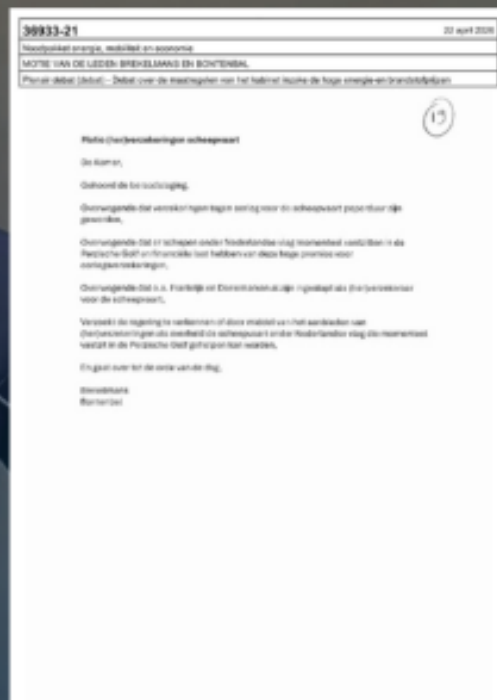 36933-21
22 april 2026
Noodpakket energie, mobiliteit en economie
MOTIE VAN DE LEDEN BREKELMANS EN BONTENBAL
Plenair debat (debat) - Debat over de maatregelen van het kabinet inzake de hoge energie-en brandstofprijzen
19
Motie (her)verzekeringen scheepvaart
De Kamer,
Gehoord de beraadslaging,
Overwegende dat verzekeringen tegen oorlog voor de scheepvaart peperduur zijn
geworden,
Overwegende dat er schepen onder Nederlandse vlag momenteel vastzitten in de
Perzische Golf en financiële last hebben van deze hoge premies voor
oorlogsverzekeringen,
Overwegende dat o.a. Frankrijk en Denemarken al zijn ingestapt als (her)verzekeraar
voor de scheepvaart,
Verzoekt de regering te verkennen of door middel van het aanbieden van
(her)verzekeringen als overheid de scheepvaart onder Nederlandse vlag die momenteel
vastzit in de Perzische Golf geholpen kan worden,
En gaat over tot de orde van de dag,
Brekelmans
Bontenbal